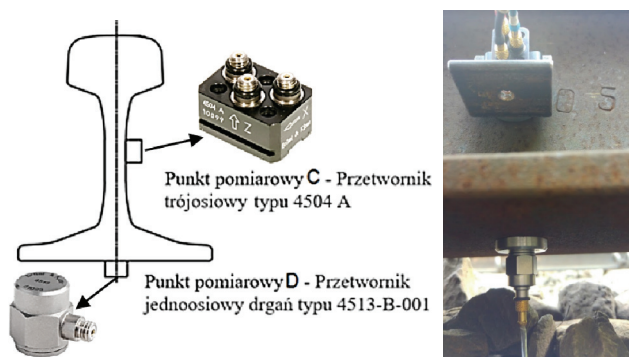 Z
Punkt pomiarowy C - Przetwornik
trójosiowy typu 4504 A
Punkt pomiarowy D - Przetwornik
jednoosiowy drgań typu 4513-B-001